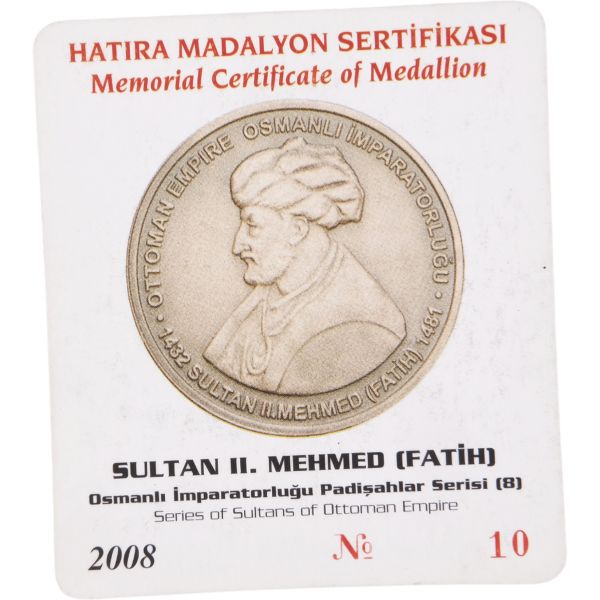 HATIRA MADALYON SERTİFİKASI
Memorial Certificate of Medallion
· OTTOMAN EMPIRE OSMANLI İMPARATORLUĞU ·
1432 SULTAN II.MEHMED (FATİH) 1481
SULTAN II. MEHMED (FATİH)
Osmanlı İmparatorluğu Padişahlar Serisi (8)
Series of Sultans of Ottoman Empire
2008 No 10